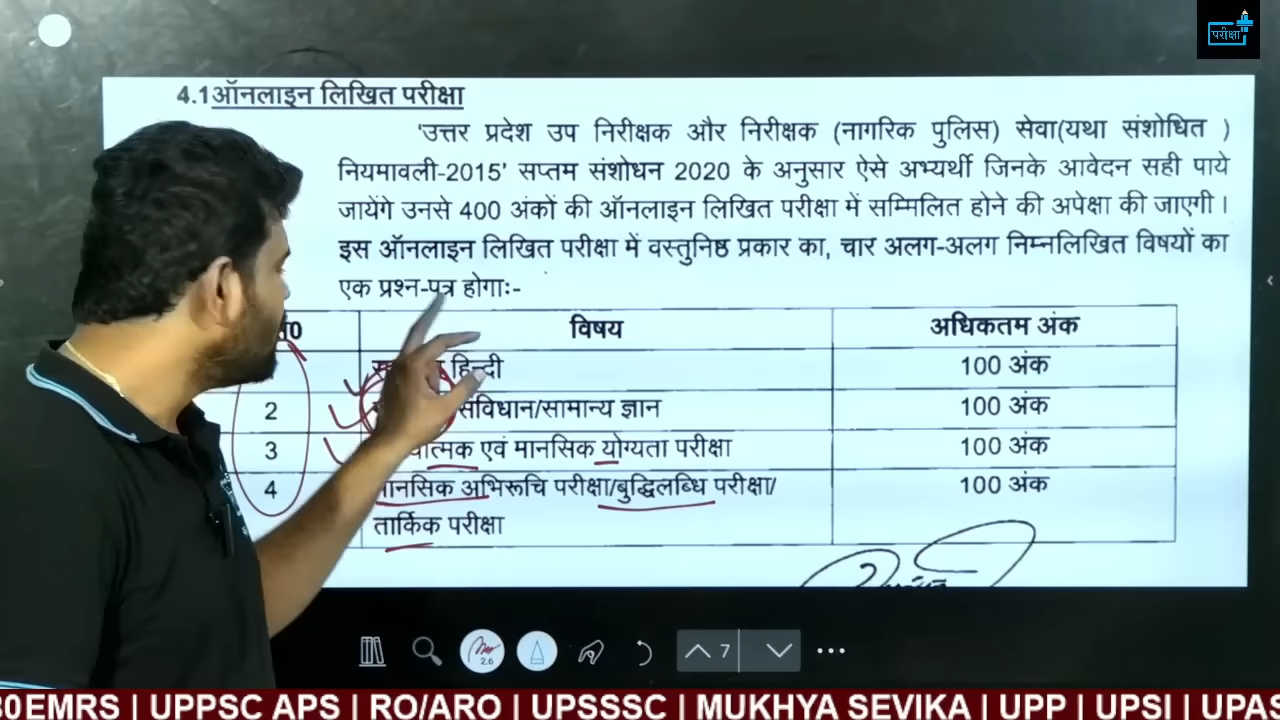 परीक्षा
4.1ऑनलाइन लिखित परीक्षा
'उत्तर प्रदेश उप निरीक्षक और निरीक्षक (नागरिक पुलिस) सेवा(यथा संशोधित )
नियमावली-2015' सप्तम संशोधन 2020 के अनुसार ऐसे अभ्यर्थी जिनके आवेदन सही पाये
जायेंगे उनसे 400 अंकों की ऑनलाइन लिखित परीक्षा में सम्मिलित होने की अपेक्षा की जाएगी।
इस ऑनलाइन लिखित परीक्षा में वस्तुनिष्ठ प्रकार का, चार अलग-अलग निम्नलिखित विषयों का
एक प्रश्न-पत्र होगाः-
विषय अधिकतम अंक
हिन्दी 100 अंक
2 संविधान/सामान्य ज्ञान 100 अंक
3 एवं मानसिक योग्यता परीक्षा 100 अंक
4 मानसिक अभिरूचि परीक्षा/बुद्धिलब्धि परीक्षा/ 100 अंक
तार्किक परीक्षा
2.6 7
EMRS | UPPSC APS | RO/ARO | UPSSSC | MUKHYA SEVIKA | UPP | UPSI |